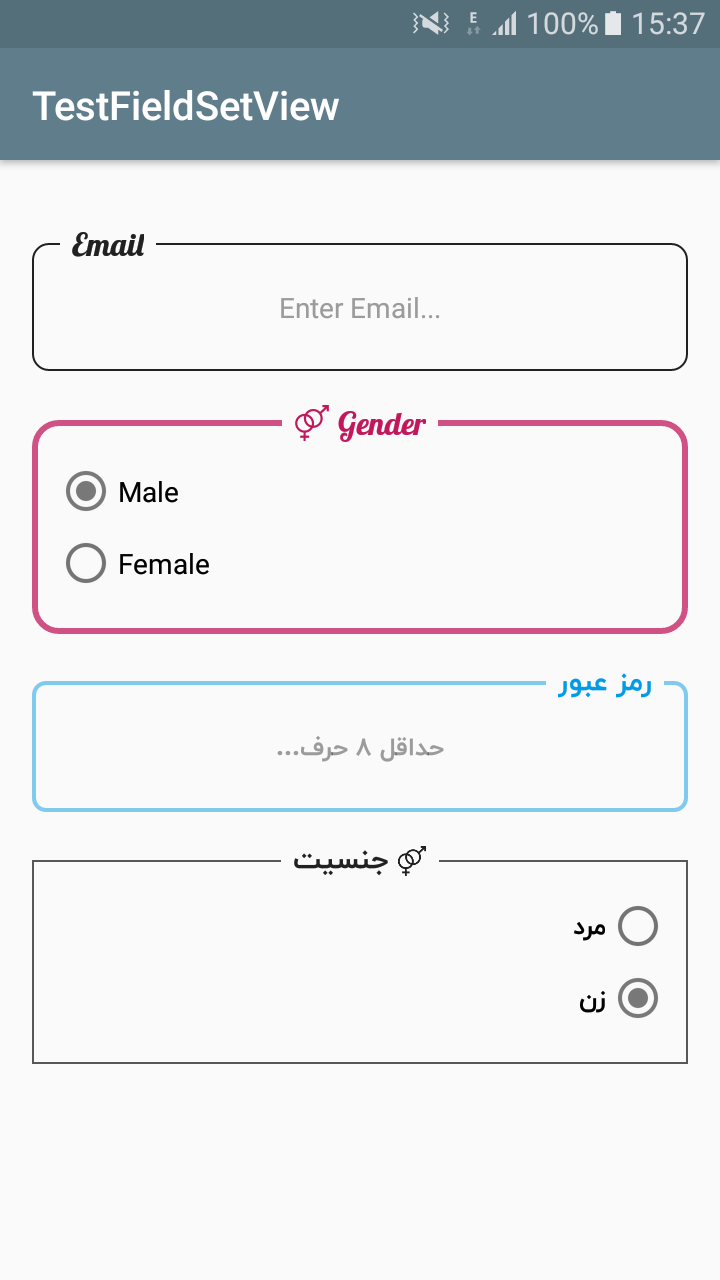 E 100% 15:37
TestFieldSetView
Email
Enter Email...
Gender
Male
Female
رمز عبور
حداقل ۸ حرف...
جنسیت
مرد
زن